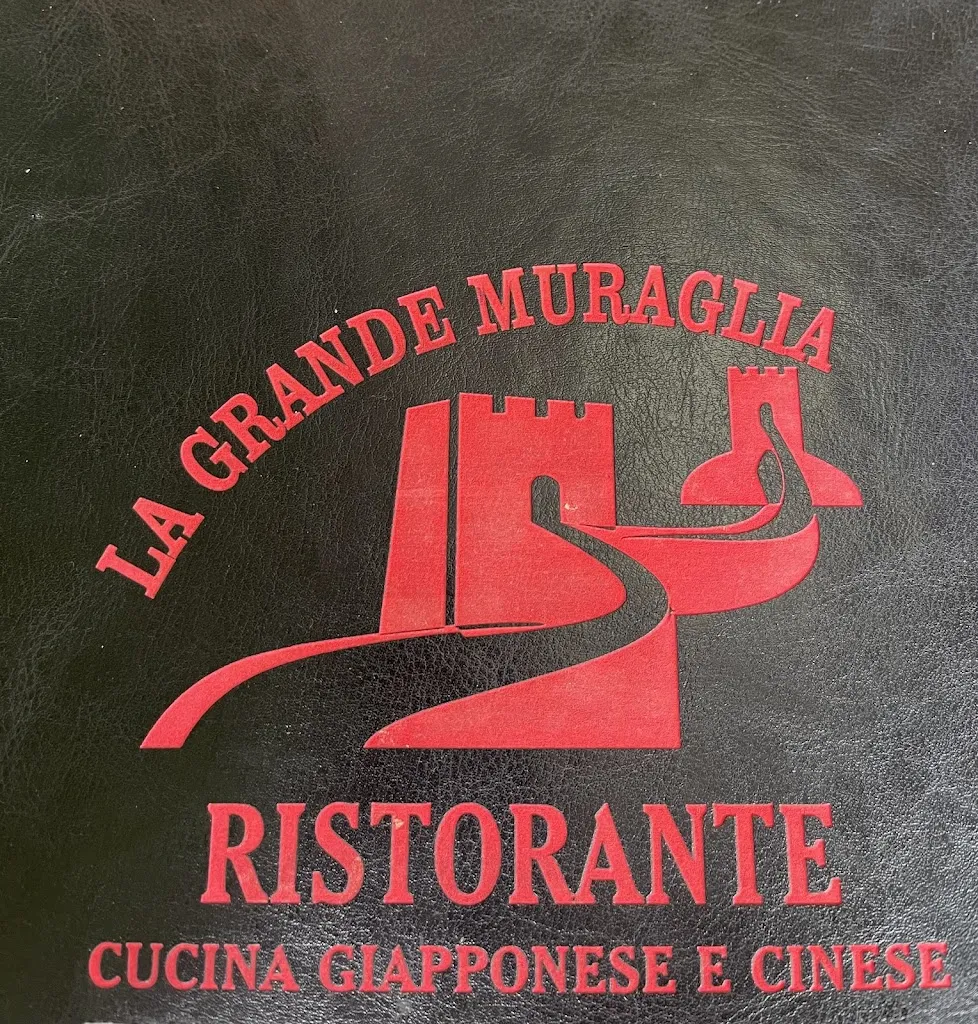 LA GRANDE MURAGLIA
RISTORANTE
CUCINA GIAPPONESE E CINESE